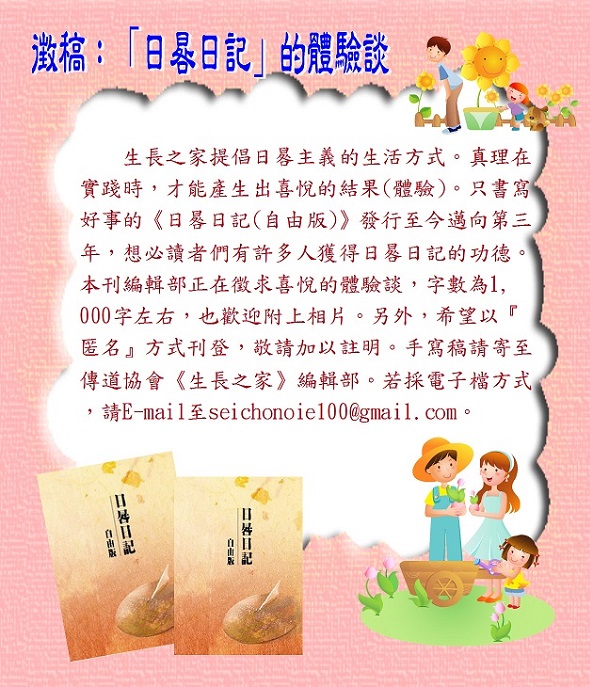 徵稿：「日晷日記」的體驗談
生長之家提倡日晷主義的生活方式。真理在
實踐時，才能產生出喜悅的結果(體驗)。只書寫
好事的《日晷日記(自由版)》發行至今邁向第三
年，想必讀者們有許多人獲得日晷日記的功德。
本刊編輯部正在徵求喜悅的體驗談，字數為1,
000字左右，也歡迎附上相片。另外，希望以『
匿名』方式刊登，敬請加以註明。手寫稿請寄至
傳道協會《生長之家》編輯部。若採電子檔方式
，請E-mail至seichonoie100@gmail.com。
日晷日記
自由版
日晷日記
自由版